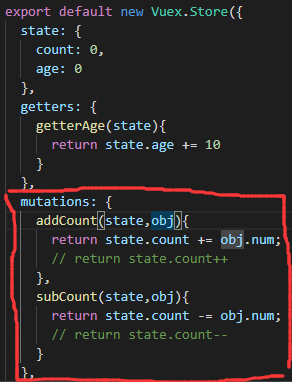 export default new Vuex.Store({
state: {
count: 0,
age: 0
},
getters: {
getterAge(state){
return state.age += 10
}
},
mutations: {
addCount(state,obj){
return state.count += obj.num;
// return state.count++
},
subCount(state,obj){
return state.count -= obj.num;
// return state.count--
}
},